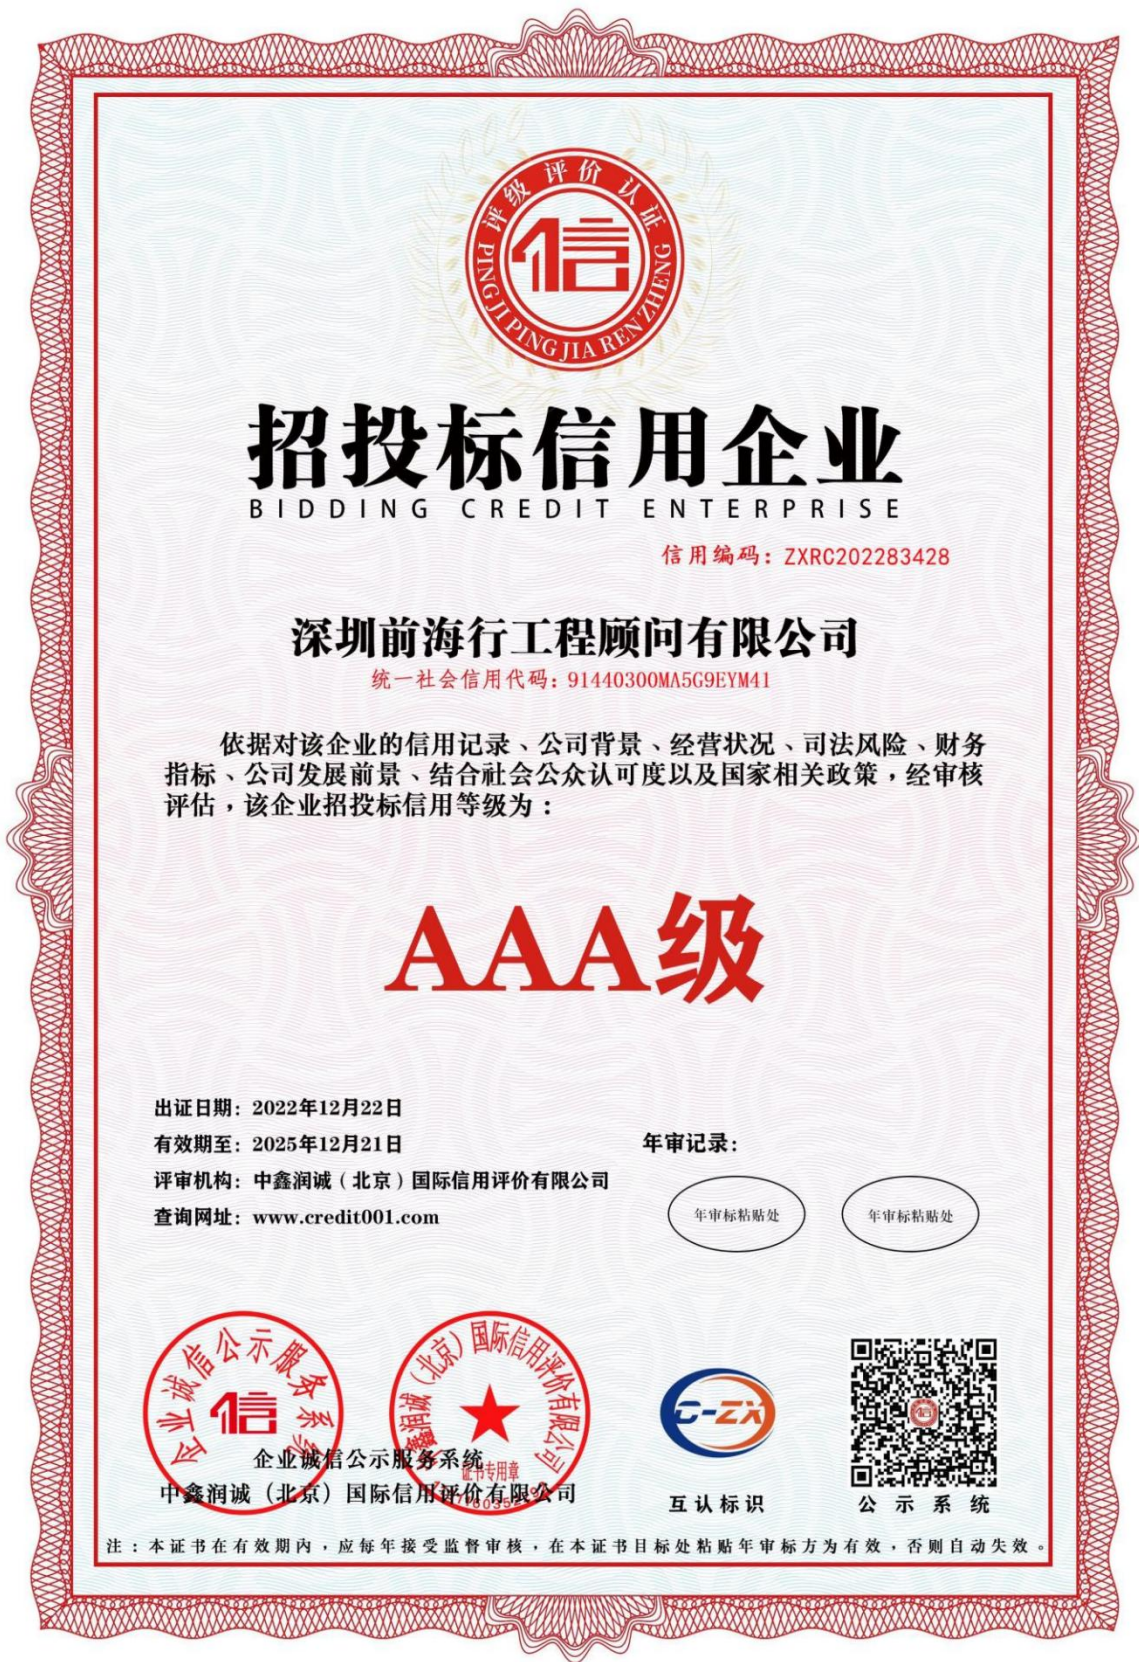 评级 评价 认证
信
PING JI PING JIA REN ZHENG
招投标信用企业
BIDDING CREDIT ENTERPRISE
信用编码：ZXRC202283428
深圳前海行工程顾问有限公司
统一社会信用代码：91440300MA5G9EYM41
依据对该企业的信用记录、公司背景、经营状况、司法风险、财务
指标、公司发展前景、结合社会公众认可度以及国家相关政策，经审核
评估，该企业招投标信用等级为：
AAA级
出证日期：2022年12月22日
有效期至：2025年12月21日
评审机构：中鑫润诚（北京）国际信用评价有限公司
查询网址：www.credit001.com
年审记录：
年审标粘贴处
年审标粘贴处
企业诚信公示服务系统
信
中鑫润诚（北京）国际信用评价有限公司
证书专用章
企业诚信公示服务系统
中鑫润诚（北京）国际信用评价有限公司
C-ZX
互认标识
公示系统
注：本证书在有效期内，应每年接受监督审核，在本证书目标处粘贴年审标方为有效，否则自动失效。